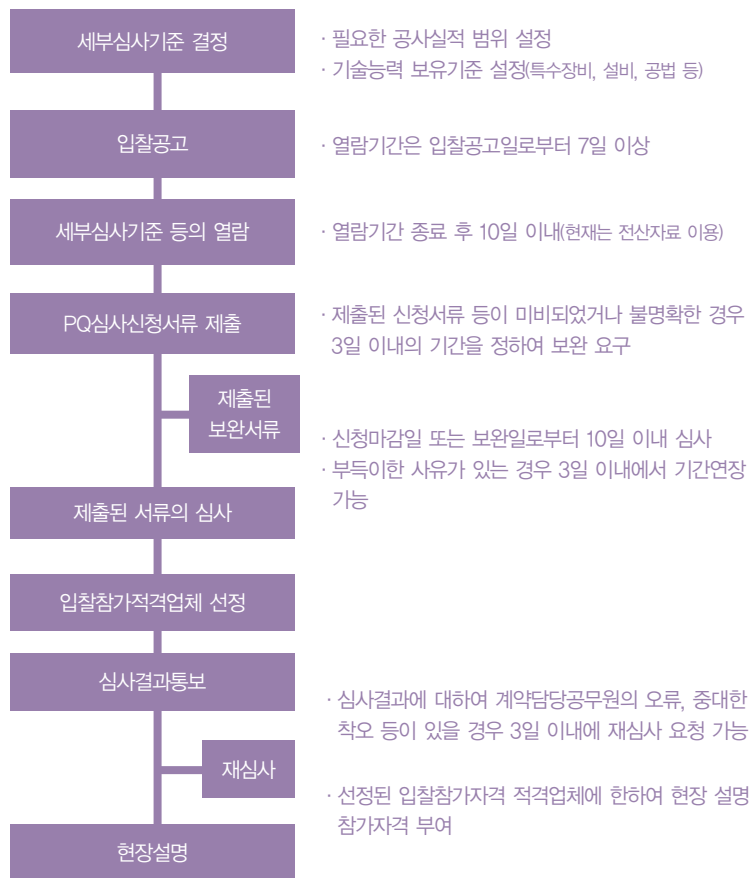 세부심사기준 결정
· 필요한 공사실적 범위 설정
· 기술능력 보유기준 설정(특수장비, 설비, 공법 등)
입찰공고
· 열람기간은 입찰공고일로부터 7일 이상
세부심사기준 등의 열람
· 열람기간 종료 후 10일 이내(현재는 전산자료 이용)
PQ심사신청서류 제출
· 제출된 신청서류 등이 미비되었거나 불명확한 경우
3일 이내의 기간을 정하여 보완 요구
제출된
보완서류
· 신청마감일 또는 보완일로부터 10일 이내 심사
· 부득이한 사유가 있는 경우 3일 이내에서 기간연장
가능
제출된 서류의 심사
입찰참가적격업체 선정
심사결과통보
· 심사결과에 대하여 계약담당공무원의 오류, 중대한
착오 등이 있을 경우 3일 이내에 재심사 요청 가능
재심사
· 선정된 입찰참가자격 적격업체에 한하여 현장 설명
참가자격 부여
현장설명